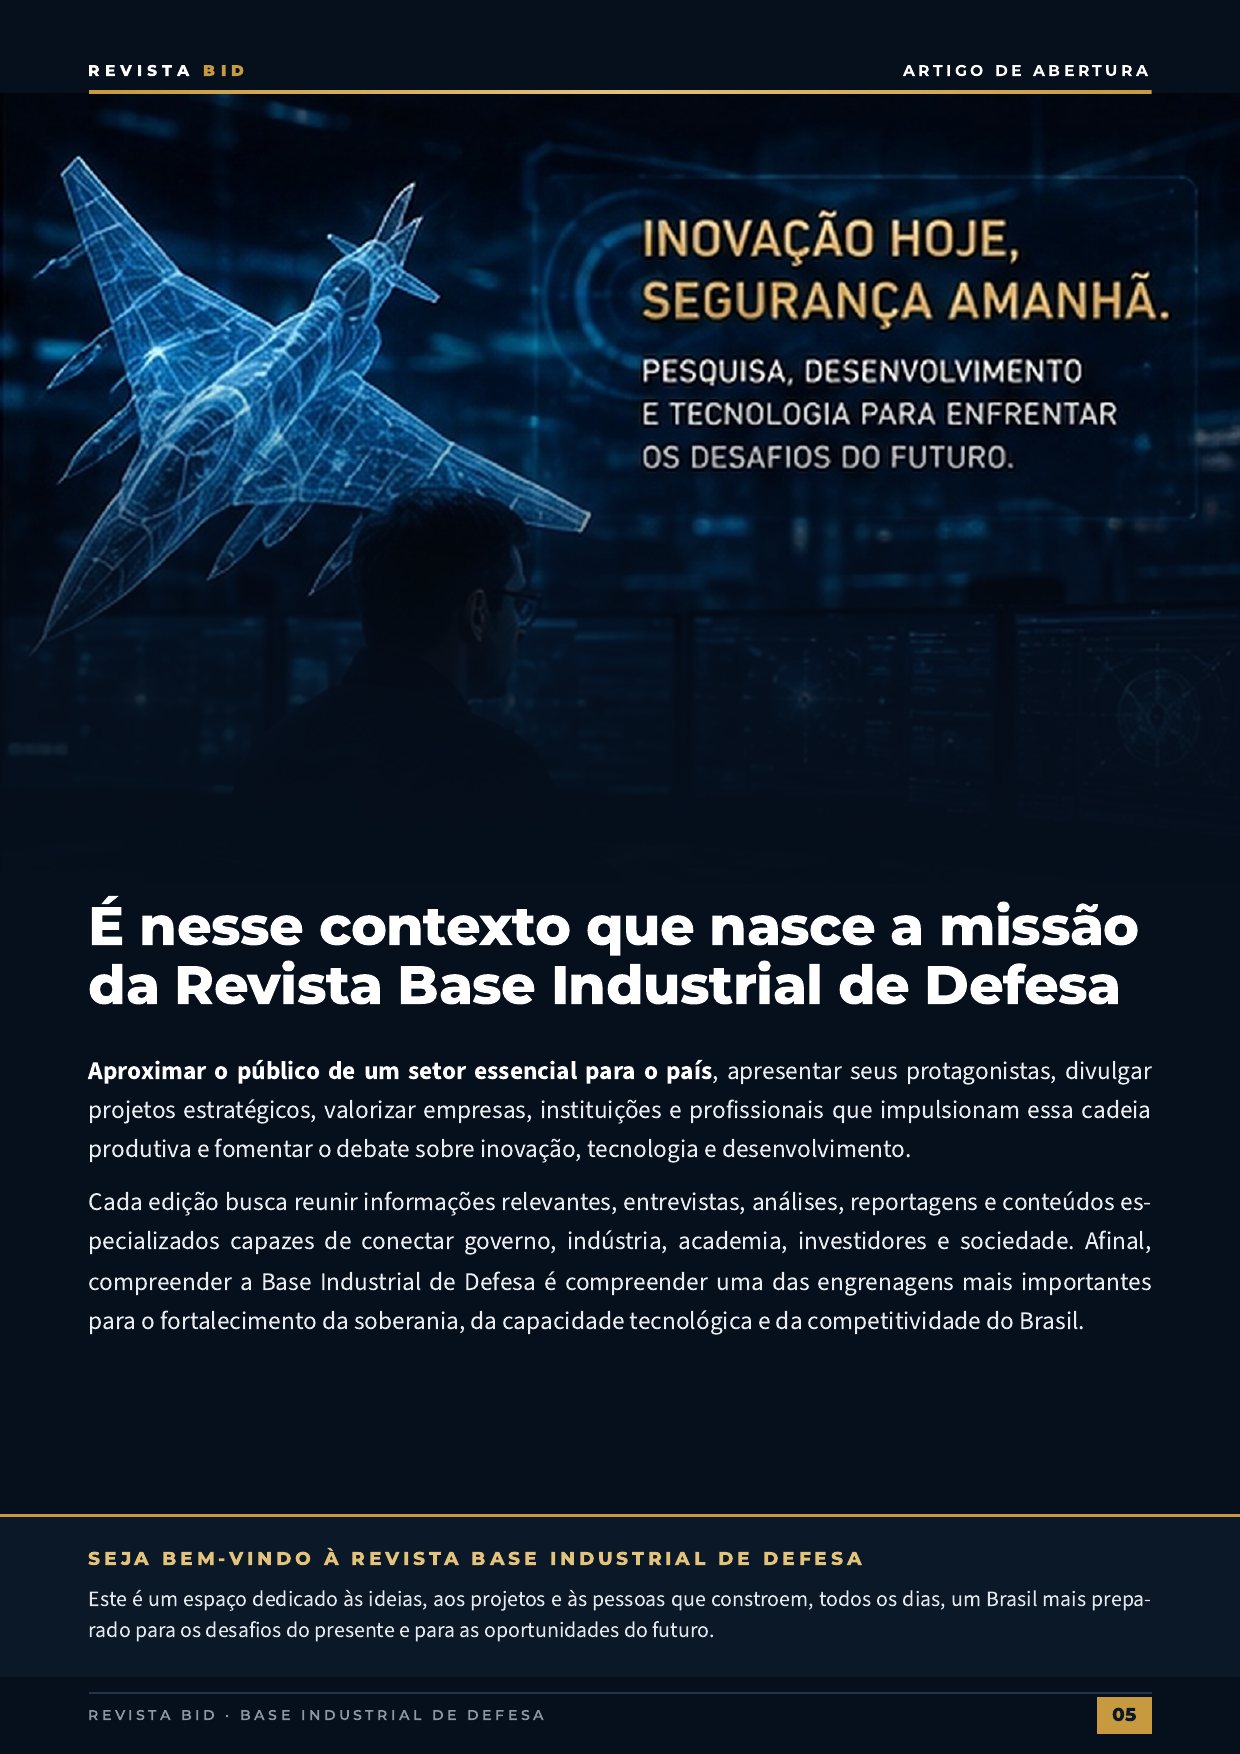 REVISTA BID
ARTIGO DE ABERTURA
INOVAÇÃO HOJE,
SEGURANÇA AMANHÃ.
PESQUISA, DESENVOLVIMENTO
E TECNOLOGIA PARA ENFRENTAR
OS DESAFIOS DO FUTURO.
É nesse contexto que nasce a missão
da Revista Base Industrial de Defesa
Aproximar o público de um setor essencial para o país, apresentar seus protagonistas, divulgar
projetos estratégicos, valorizar empresas, instituições e profissionais que impulsionam essa cadeia
produtiva e fomentar o debate sobre inovação, tecnologia e desenvolvimento.
Cada edição busca reunir informações relevantes, entrevistas, análises, reportagens e conteúdos es-
pecializados capazes de conectar governo, indústria, academia, investidores e sociedade. Afinal,
compreender a Base Industrial de Defesa é compreender uma das engrenagens mais importantes
para o fortalecimento da soberania, da capacidade tecnológica e da competitividade do Brasil.
SEJA BEM-VINDO À REVISTA BASE INDUSTRIAL DE DEFESA
Este é um espaço dedicado às ideias, aos projetos e às pessoas que constroem, todos os dias, um Brasil mais prepa-
rado para os desafios do presente e para as oportunidades do futuro.
REVISTA BID · BASE INDUSTRIAL DE DEFESA
05